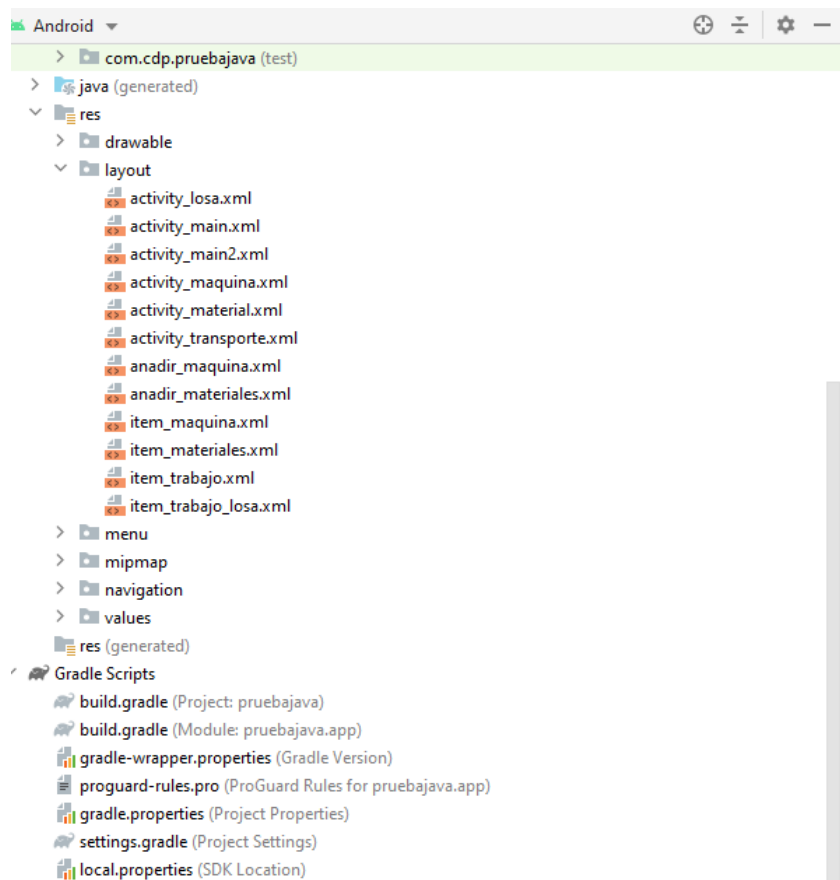 Android
com.cdp.pruebajava (test)
java (generated)
res
drawable
layout
activity_losa.xml
activity_main.xml
activity_main2.xml
activity_maquina.xml
activity_material.xml
activity_transporte.xml
anadir_maquina.xml
anadir_materiales.xml
item_maquina.xml
item_materiales.xml
item_trabajo.xml
item_trabajo_losa.xml
menu
mipmap
navigation
values
res (generated)
Gradle Scripts
build.gradle (Project: pruebajava)
build.gradle (Module: pruebajava.app)
gradle-wrapper.properties (Gradle Version)
proguard-rules.pro (ProGuard Rules for pruebajava.app)
gradle.properties (Project Properties)
settings.gradle (Project Settings)
local.properties (SDK Location)